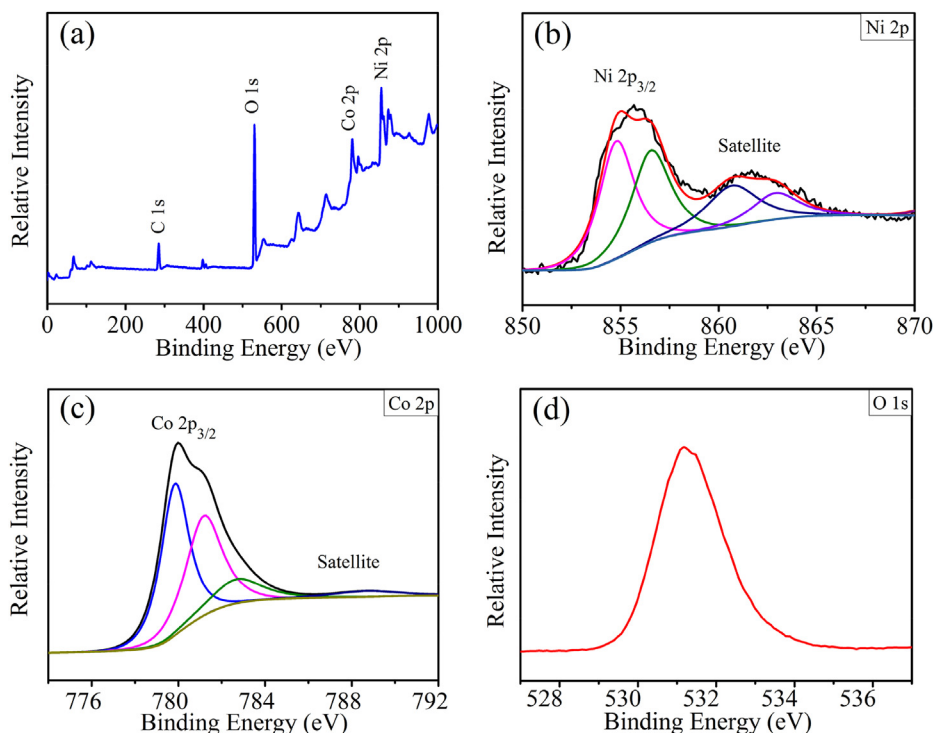 (a)
Relative Intensity
C 1s
O 1s
Co 2p
Ni 2p
0 200 400 600 800 1000
Binding Energy (eV)
(b)
Ni 2p
Relative Intensity
Ni 2p3/2
Satellite
850 855 860 865 870
Binding Energy (eV)
(c)
Co 2p
Relative Intensity
Co 2p3/2
Satellite
776 780 784 788 792
Binding Energy (eV)
(d)
O 1s
Relative Intensity
528 530 532 534 536
Binding Energy (eV)